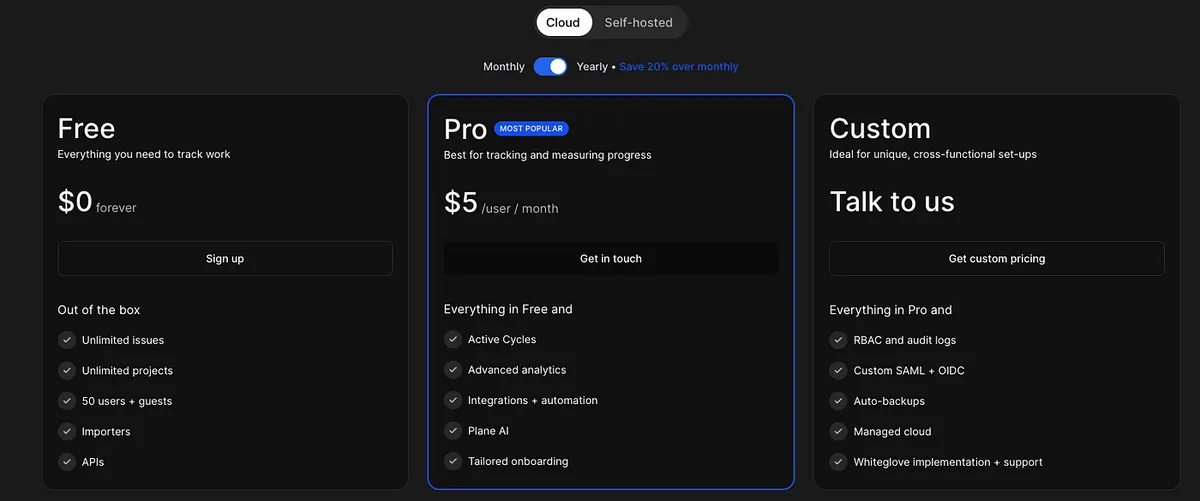 Cloud Self-hosted
Monthly Yearly • Save 20% over monthly
Free
Everything you need to track work
$0 forever
Sign up
Out of the box
Unlimited issues
Unlimited projects
50 users + guests
Importers
APIs
Pro MOST POPULAR
Best for tracking and measuring progress
$5 /user / month
Get in touch
Everything in Free and
Active Cycles
Advanced analytics
Integrations + automation
Plane AI
Tailored onboarding
Custom
Ideal for unique, cross-functional set-ups
Talk to us
Get custom pricing
Everything in Pro and
RBAC and audit logs
Custom SAML + OIDC
Auto-backups
Managed cloud
Whiteglove implementation + support